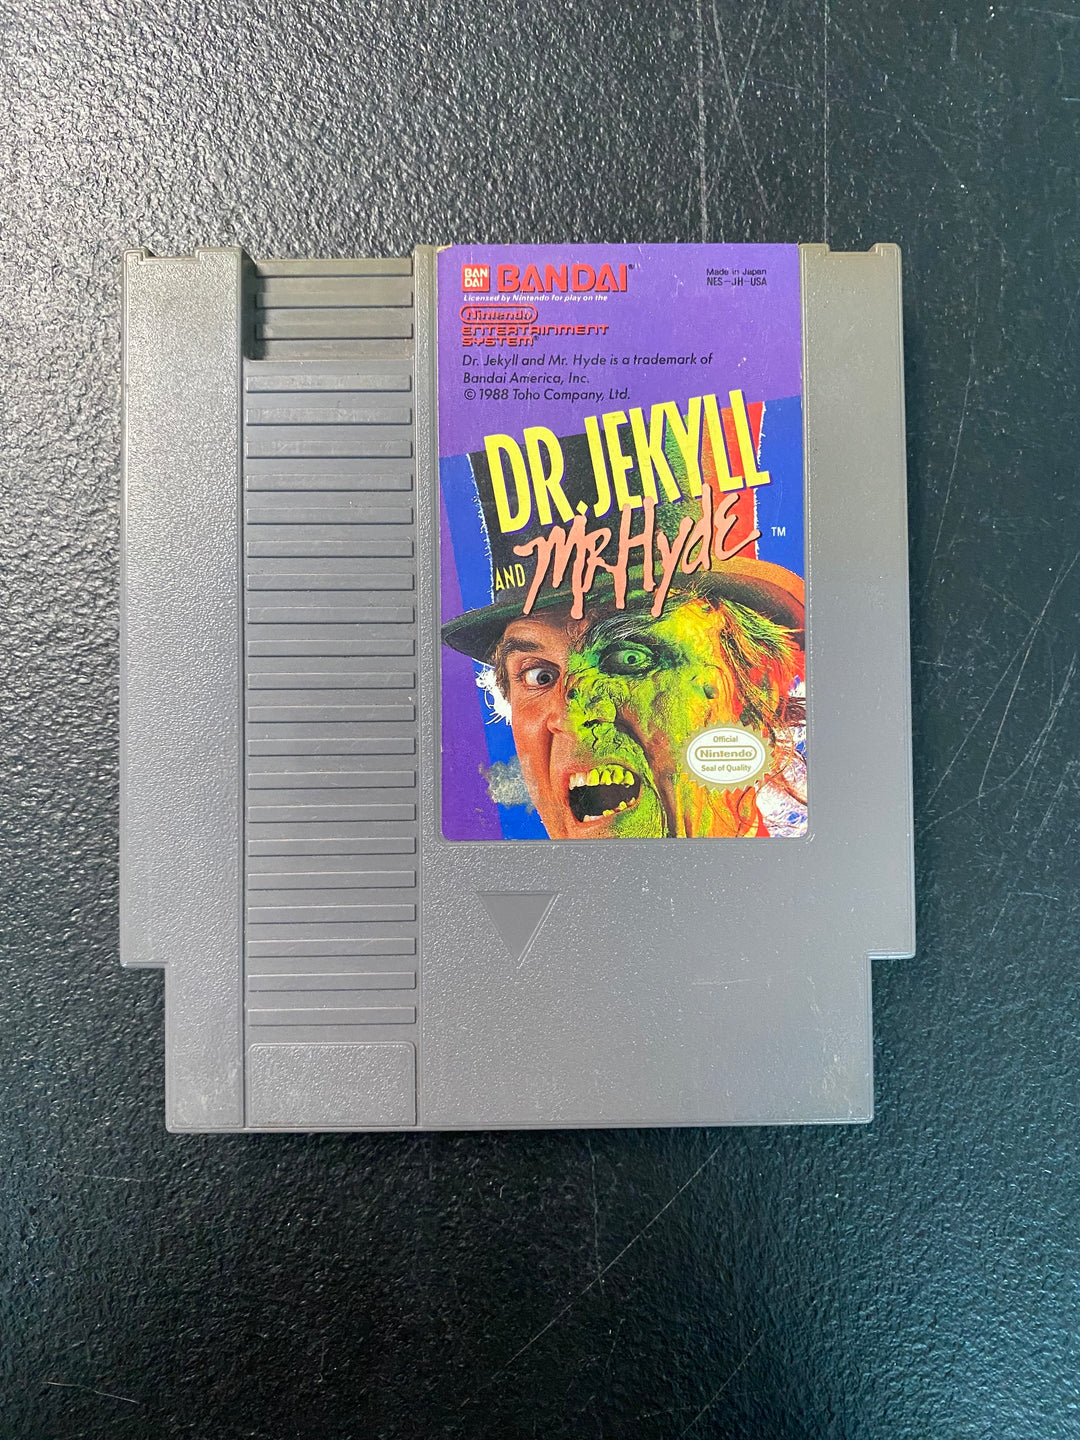 BAN
DAI
BANDAI®
Made in Japan
NES-JH-USA
Licensed by Nintendo for play on the
Nintendo
ENTERTAINMENT
SYSTEM®
Dr. Jekyll and Mr. Hyde is a trademark of
Bandai America, Inc.
© 1988 Toho Company, Ltd.
DR. JEKYLL
AND MR Hyde ™
Official
Nintendo
Seal of Quality